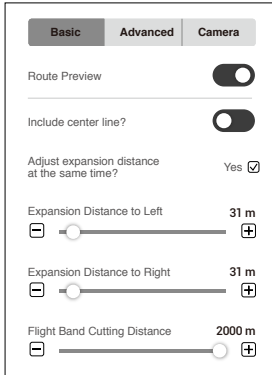 Basic Advanced Camera
Route Preview
Include center line?
Adjust expansion distance
at the same time?
Yes
Expansion Distance to Left 31 m
Expansion Distance to Right 31 m
Flight Band Cutting Distance 2000 m